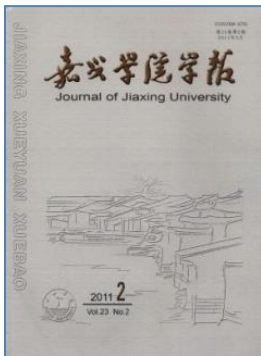 嘉兴学院学报
Journal of Jiaxing University
JIAXING XUEYUAN XUEBAO
2011 2
Vol.23 No.2